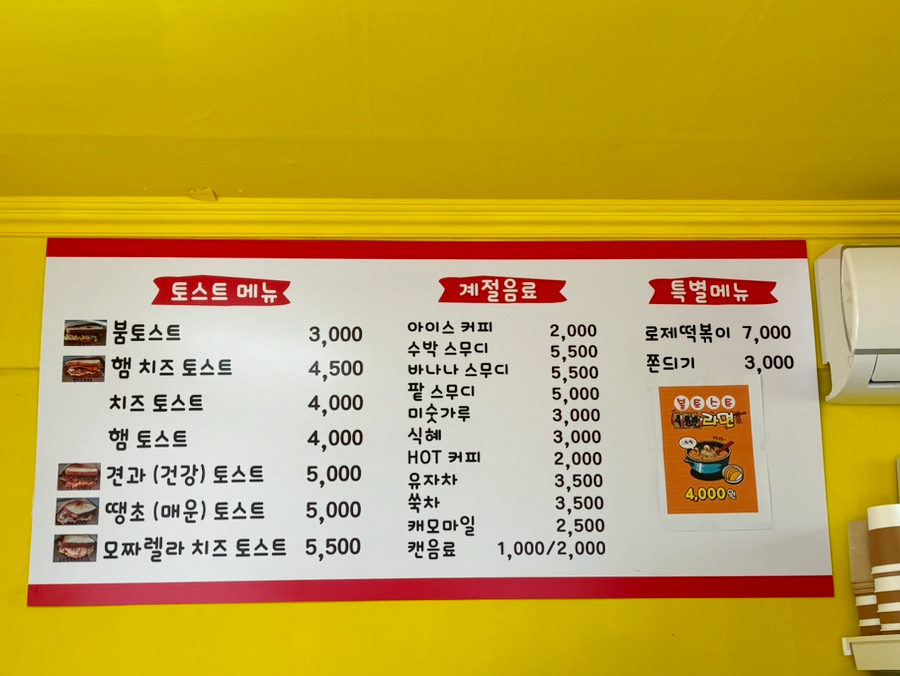 토스트 메뉴
붐토스트 3,000
햄 치즈 토스트 4,500
치즈 토스트 4,000
햄 토스트 4,000
견과 (건강) 토스트 5,000
땡초 (매운) 토스트 5,000
모짜렐라 치즈 토스트 5,500
계절음료
아이스 커피 2,000
수박 스무디 5,500
바나나 스무디 5,500
팥 스무디 5,000
미숫가루 3,000
식혜 3,000
HOT 커피 2,000
유자차 3,500
쑥차 3,500
캐모마일 2,500
캔음료 1,000/2,000
특별메뉴
로제떡볶이 7,000
쫀듸기 3,000
토스트
라면
4,000원